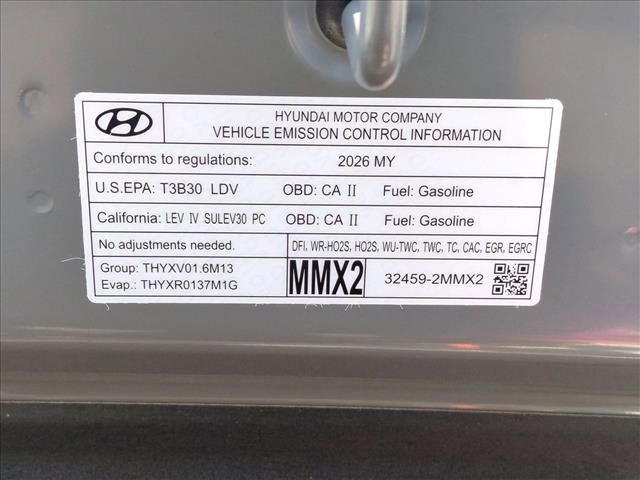 HYUNDAI MOTOR COMPANY
VEHICLE EMISSION CONTROL INFORMATION
Conforms to regulations: 2026 MY
U.S.EPA: T3B30 LDV OBD: CA II Fuel: Gasoline
California: LEV IV SULEV30 PC OBD: CA II Fuel: Gasoline
No adjustments needed. DFI, WR-HO2S, HO2S, WU-TWC, TWC, TC, CAC, EGR, EGRC
Group: THYXV01.6M13
Evap.: THYXR0137M1G
MMX2
32459-2MMX2